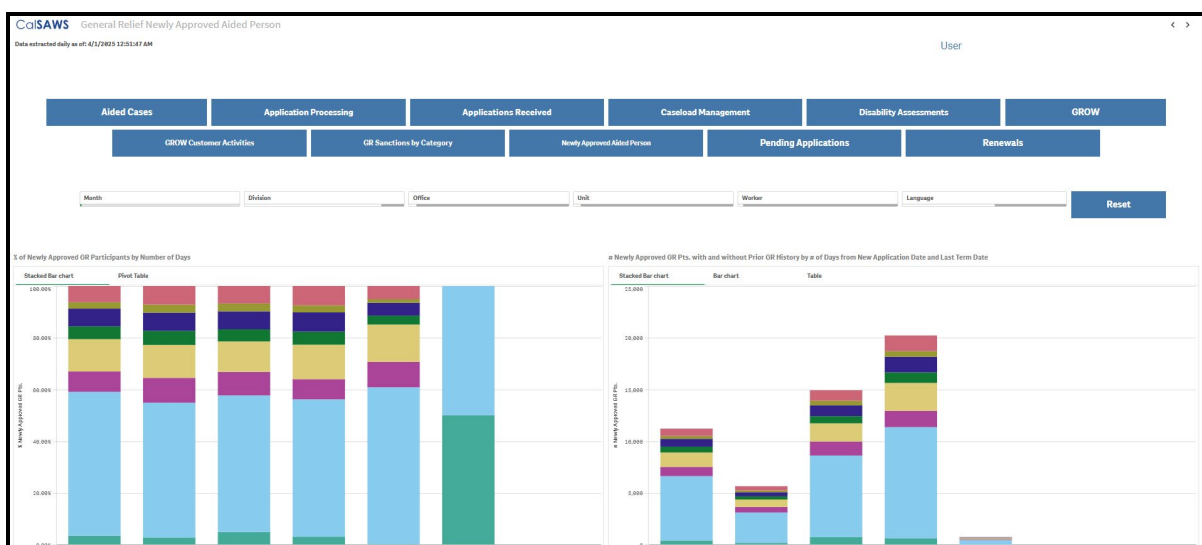 CalSAWS General Relief Newly Approved Aided Person
Data extracted daily as of: 4/1/2025 12:51:47 AM
User
Aided Cases Application Processing Applications Received Caseload Management Disability Assessments GROW
GROW Customer Activities GR Sanctions by Category Newly Approved Aided Person Pending Applications Renewals
Month Division Office Unit Worker Language Reset
% of Newly Approved GR Participants by Number of Days
Stacked Bar chart Pivot Table
100.00%
80.00%
60.00%
40.00%
20.00%
0.00%
% Newly Approved GR Pts.
# Newly Approved GR Pts. with and without Prior GR History by # of Days from New Application Date and Last Term Date
Stacked Bar chart Bar chart Table
25,000
20,000
15,000
10,000
5,000
0
# Newly Approved GR Pts.